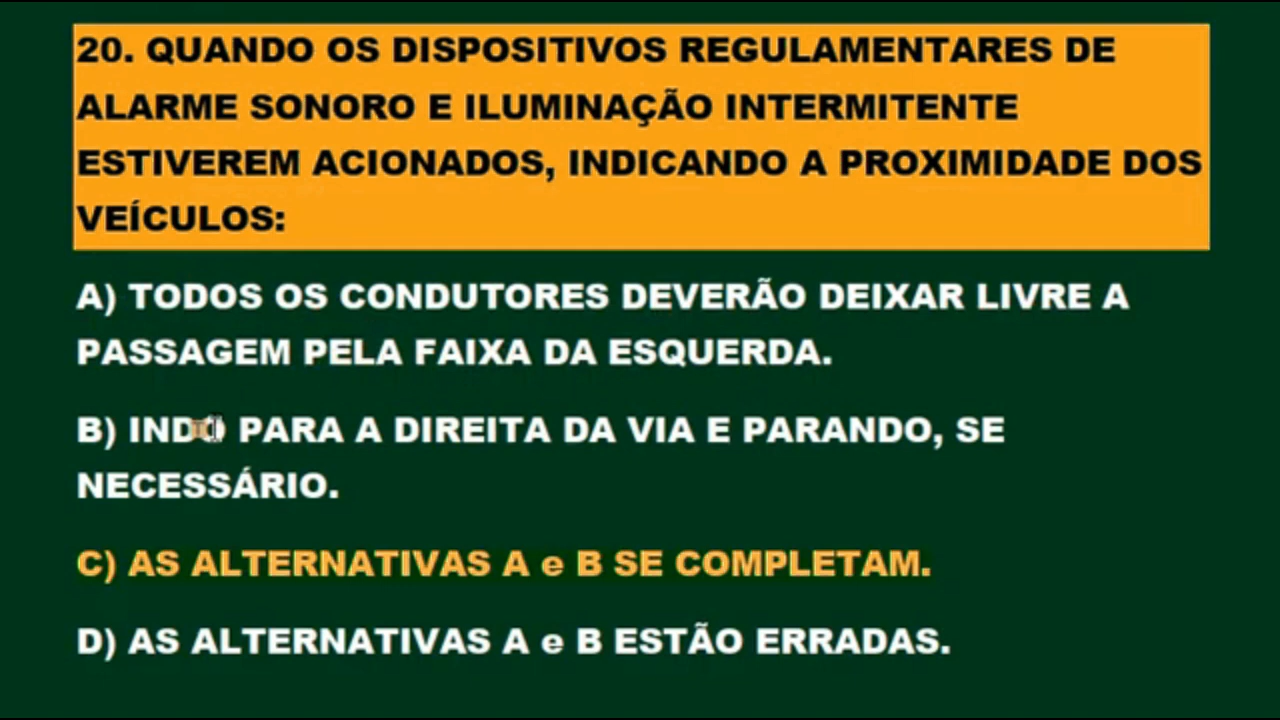 20. QUANDO OS DISPOSITIVOS REGULAMENTARES DE
ALARME SONORO E ILUMINAÇÃO INTERMITENTE
ESTIVEREM ACIONADOS, INDICANDO A PROXIMIDADE DOS
VEÍCULOS:
A) TODOS OS CONDUTORES DEVERÃO DEIXAR LIVRE A
PASSAGEM PELA FAIXA DA ESQUERDA.
B) INDO PARA A DIREITA DA VIA E PARANDO, SE
NECESSÁRIO.
C) AS ALTERNATIVAS A e B SE COMPLETAM.
D) AS ALTERNATIVAS A e B ESTÃO ERRADAS.